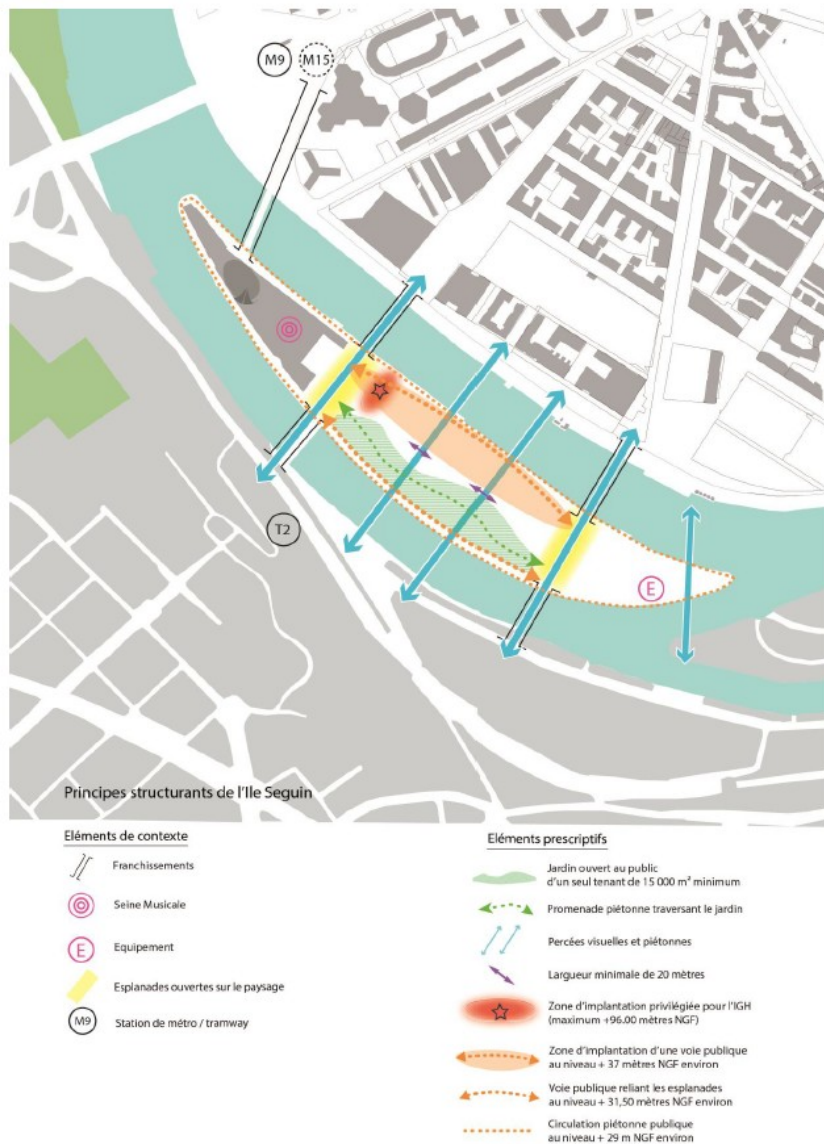 M9
M15
T2
E
Principes structurants de l'Ile Seguin
Eléments de contexte
Franchissements
Seine Musicale
E
Equipement
Esplanades ouvertes sur le paysage
M9
Station de métro / tramway
Eléments prescriptifs
Jardin ouvert au public
d'un seul tenant de 15 000 m² minimum
Promenade piétonne traversant le jardin
Percées visuelles et piétonnes
Largueur minimale de 20 mètres
Zone d'implantation privilégiée pour l'IGH
(maximum +96.00 mètres NGF)
Zone d'implantation d'une voie publique
au niveau + 37 mètres NGF environ
Voie publique reliant les esplanades
au niveau + 31,50 mètres NGF environ
Circulation piétonne publique
au niveau + 29 m NGF environ